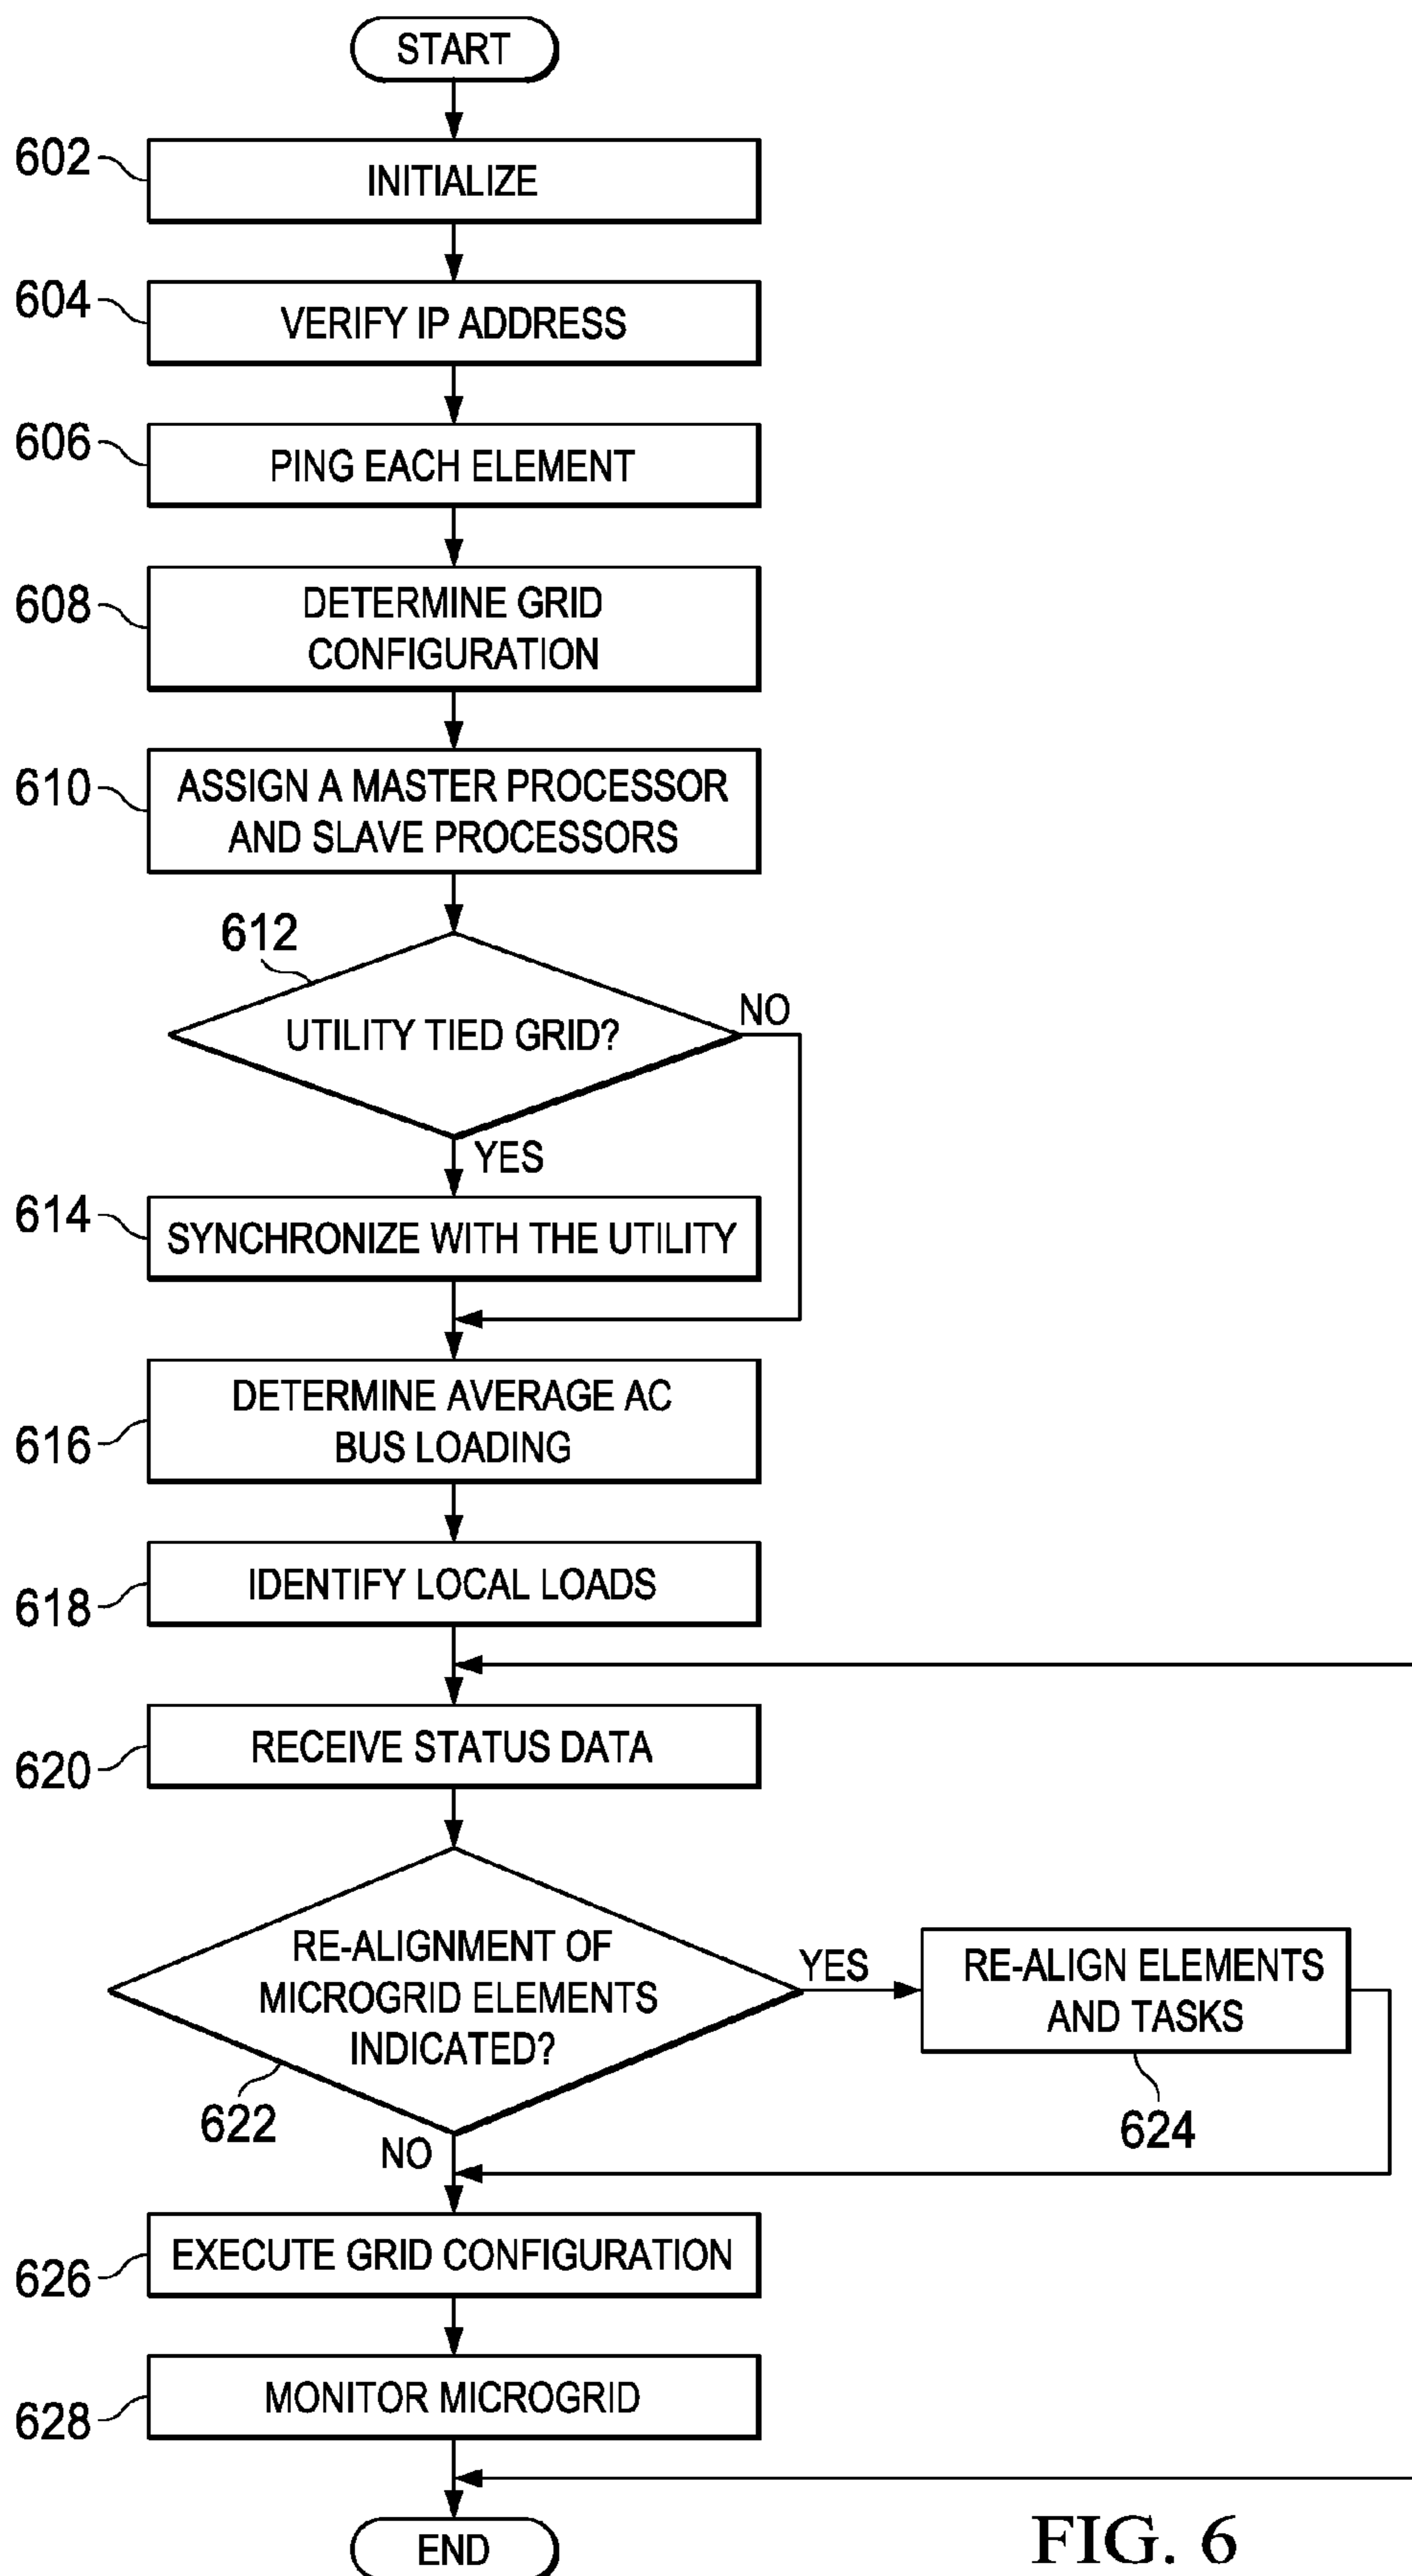 START
602
INITIALIZE
604
VERIFY IP ADDRESS
606
PING EACH ELEMENT
608
DETERMINE GRID
CONFIGURATION
610
ASSIGN A MASTER PROCESSOR
AND SLAVE PROCESSORS
612
UTILITY TIED GRID?
NO
YES
614
SYNCHRONIZE WITH THE UTILITY
616
DETERMINE AVERAGE AC
BUS LOADING
618
IDENTIFY LOCAL LOADS
620
RECEIVE STATUS DATA
RE-ALIGNMENT OF
MICROGRID ELEMENTS
INDICATED?
622
YES
RE-ALIGN ELEMENTS
AND TASKS
624
NO
626
EXECUTE GRID CONFIGURATION
628
MONITOR MICROGRID
END
FIG. 6